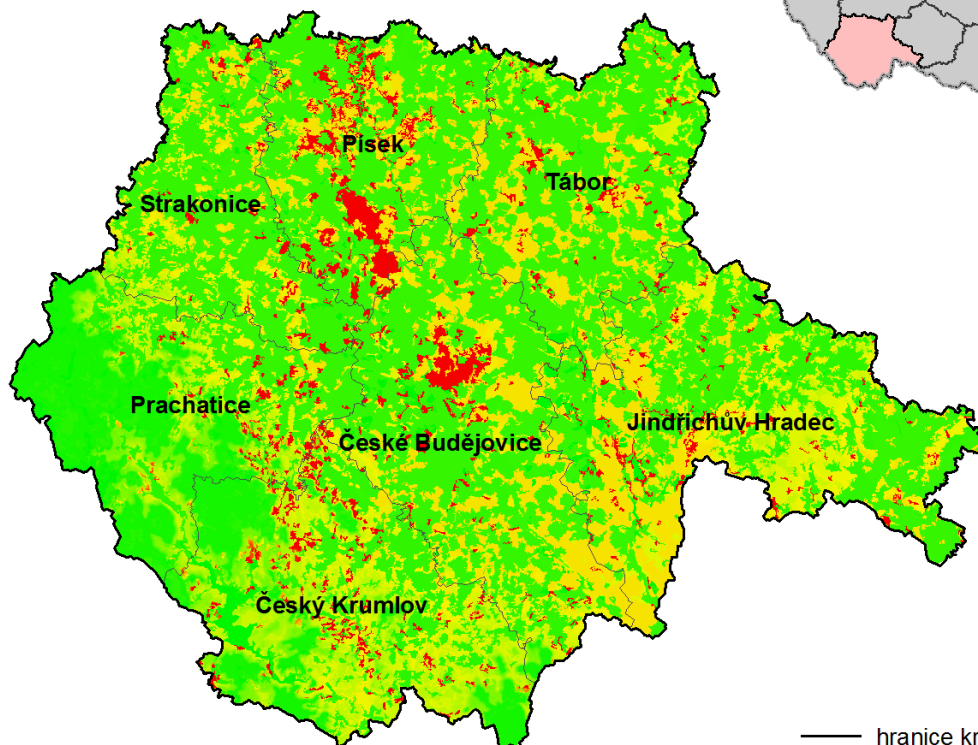 Písek
Tábor
Strakonice
Prachatice
Jindřichův Hradec
České Budějovice
Český Krumlov
hranice kr